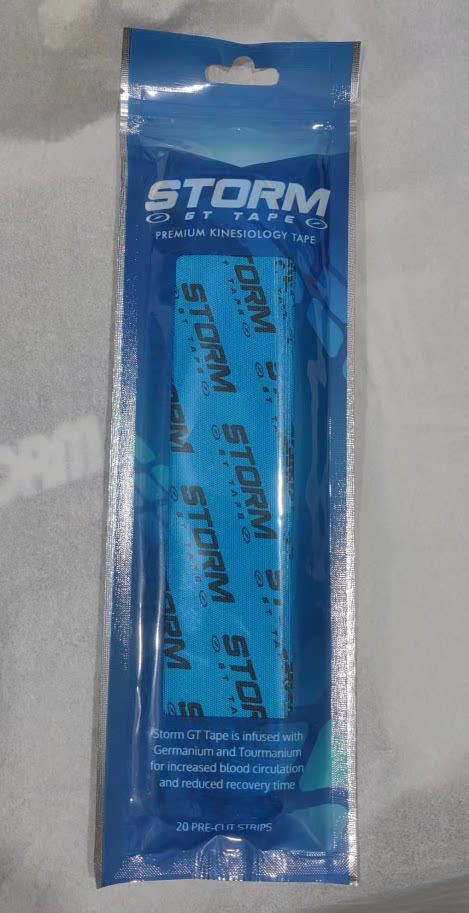 STORM
GT TAPE
PREMIUM KINESIOLOGY TAPE
STORM
GT TAPE
STORM
GT TAPE
STORM
GT TAPE
Storm GT Tape is infused with
Germanium and Tourmanium
for increased blood circulation
and reduced recovery time
20 PRE-CUT STRIPS